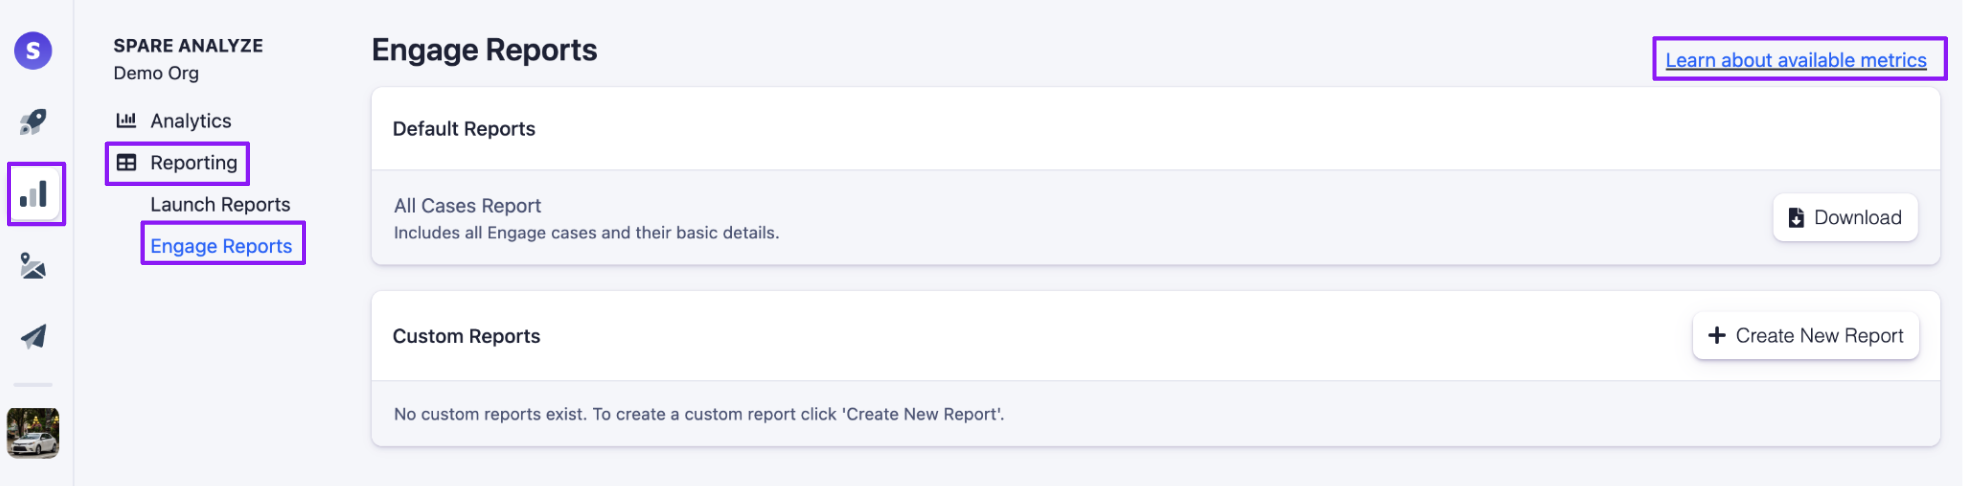 S
SPARE ANALYZE
Demo Org
Analytics
Reporting
Launch Reports
Engage Reports
Engage Reports
Learn about available metrics
Default Reports
All Cases Report
Includes all Engage cases and their basic details.
Download
Custom Reports
Create New Report
No custom reports exist. To create a custom report click 'Create New Report'.